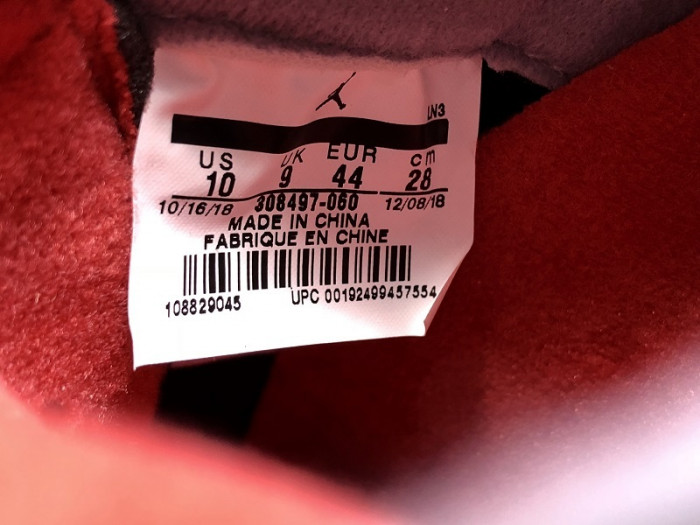 LN3
US UK EUR cm
10 9 44 28
10/16/18 308497-060 12/08/18
MADE IN CHINA
FABRIQUE EN CHINE
108829045 UPC 00192499457554